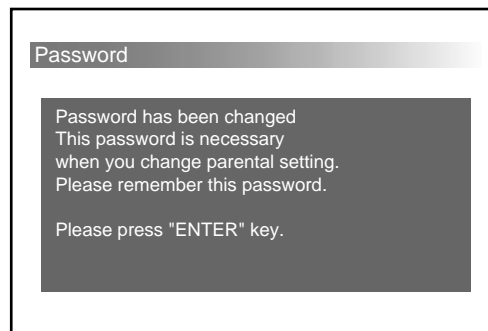 Password
Password has been changed
This password is necessary
when you change parental setting.
Please remember this password.
Please press "ENTER" key.